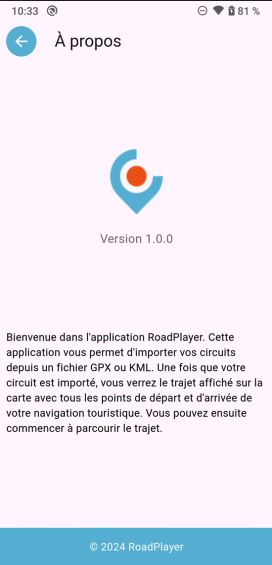 10:33 81 %
À propos
Version 1.0.0
Bienvenue dans l'application RoadPlayer. Cette
application vous permet d'importer vos circuits
depuis un fichier GPX ou KML. Une fois que votre
circuit est importé, vous verrez le trajet affiché sur la
carte avec tous les points de départ et d'arrivée de
votre navigation touristique. Vous pouvez ensuite
commencer à parcourir le trajet.
© 2024 RoadPlayer